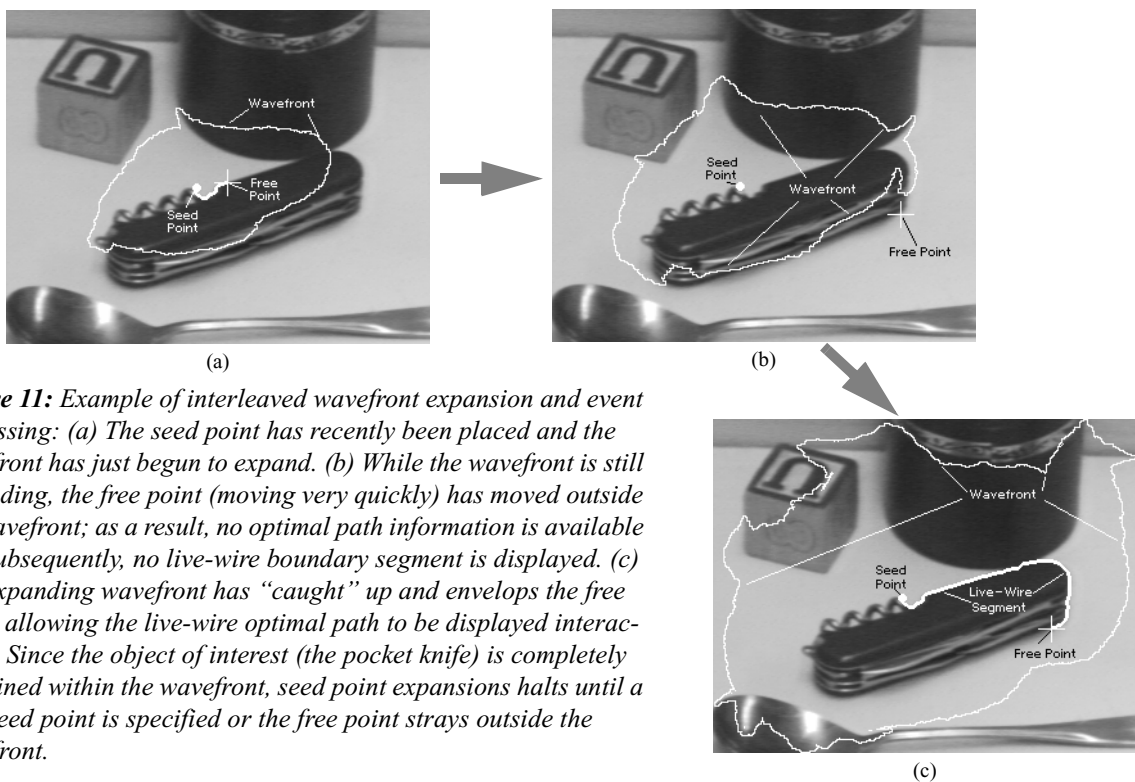 Wavefront
Free
Point
Seed
Point
(a)
Seed
Point
Wavefront
Free Point
(b)
e 11: Example of interleaved wavefront expansion and event
ssing: (a) The seed point has recently been placed and the
front has just begun to expand. (b) While the wavefront is still
ding, the free point (moving very quickly) has moved outside
avefront; as a result, no optimal path information is available
ubsequently, no live-wire boundary segment is displayed. (c)
xpanding wavefront has “caught” up and envelops the free
allowing the live-wire optimal path to be displayed interac-
Since the object of interest (the pocket knife) is completely
ined within the wavefront, seed point expansions halts until a
eed point is specified or the free point strays outside the
front.
Wavefront
Seed
Point
Live-Wire
Segment
Free Point
(c)